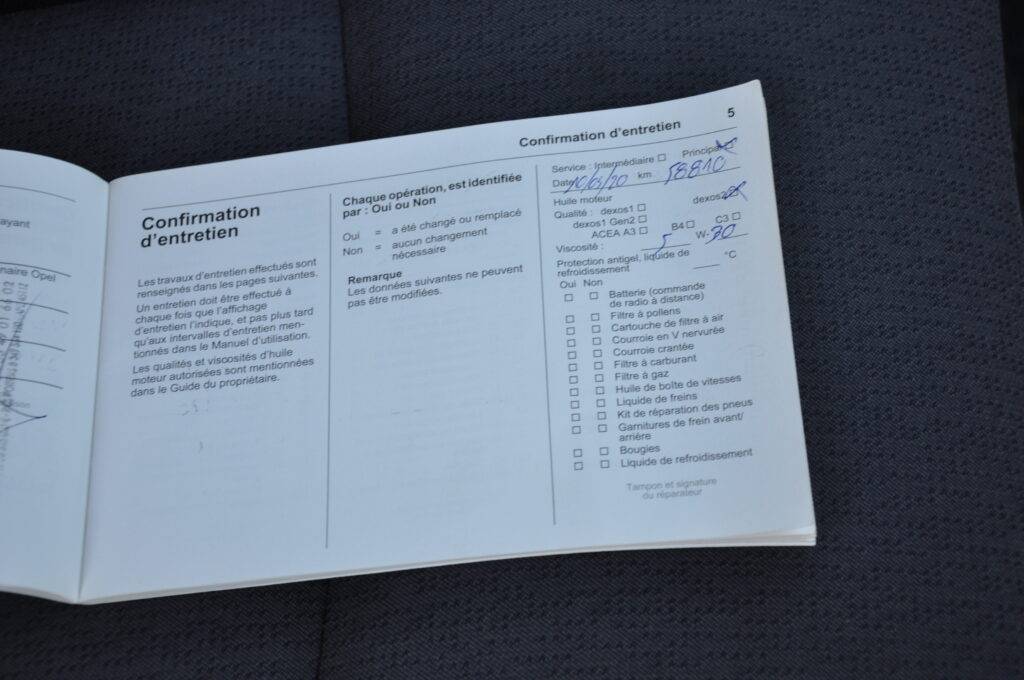 ayant
naire Opel
5
Confirmation d'entretien
Confirmation
d'entretien
Les travaux d'entretien effectués sont
renseignés dans les pages suivantes.
Un entretien doit être effectué à
chaque fois que l'affichage
d'entretien l'indique, et pas plus tard
qu'aux intervalles d'entretien men-
tionnés dans le Manuel d'utilisation.
Les qualités et viscosités d'huile
moteur autorisées sont mentionnées
dans le Guide du propriétaire.
Chaque opération, est identifiée
par : Oui ou Non
Oui = a été changé ou remplacé
Non = aucun changement
nécessaire
Remarque
Les données suivantes ne peuvent
pas être modifiées.
Service : Intermédiaire ☐ Principal ☒
Date km 58810
Huile moteur
Qualité : dexos1 ☐ dexos2 ☒
dexos1 Gen2 ☐
ACEA A3 ☐ B4 ☐ C3 ☐
Viscosité : 5 W- 30
Protection antigel, liquide de
refroidissement °C
Oui Non
☐ ☐ Batterie (commande
de radio à distance)
☐ ☐ Filtre à pollens
☐ ☐ Cartouche de filtre à air
☐ ☐ Courroie en V nervurée
☐ ☐ Courroie crantée
☐ ☐ Filtre à carburant
☐ ☐ Filtre à gaz
☐ ☐ Huile de boîte de vitesses
☐ ☐ Liquide de freins
☐ ☐ Kit de réparation des pneus
☐ ☐ Garnitures de frein avant/
arrière
☐ ☐ Bougies
☐ ☐ Liquide de refroidissement
Tampon et signature
du réparateur